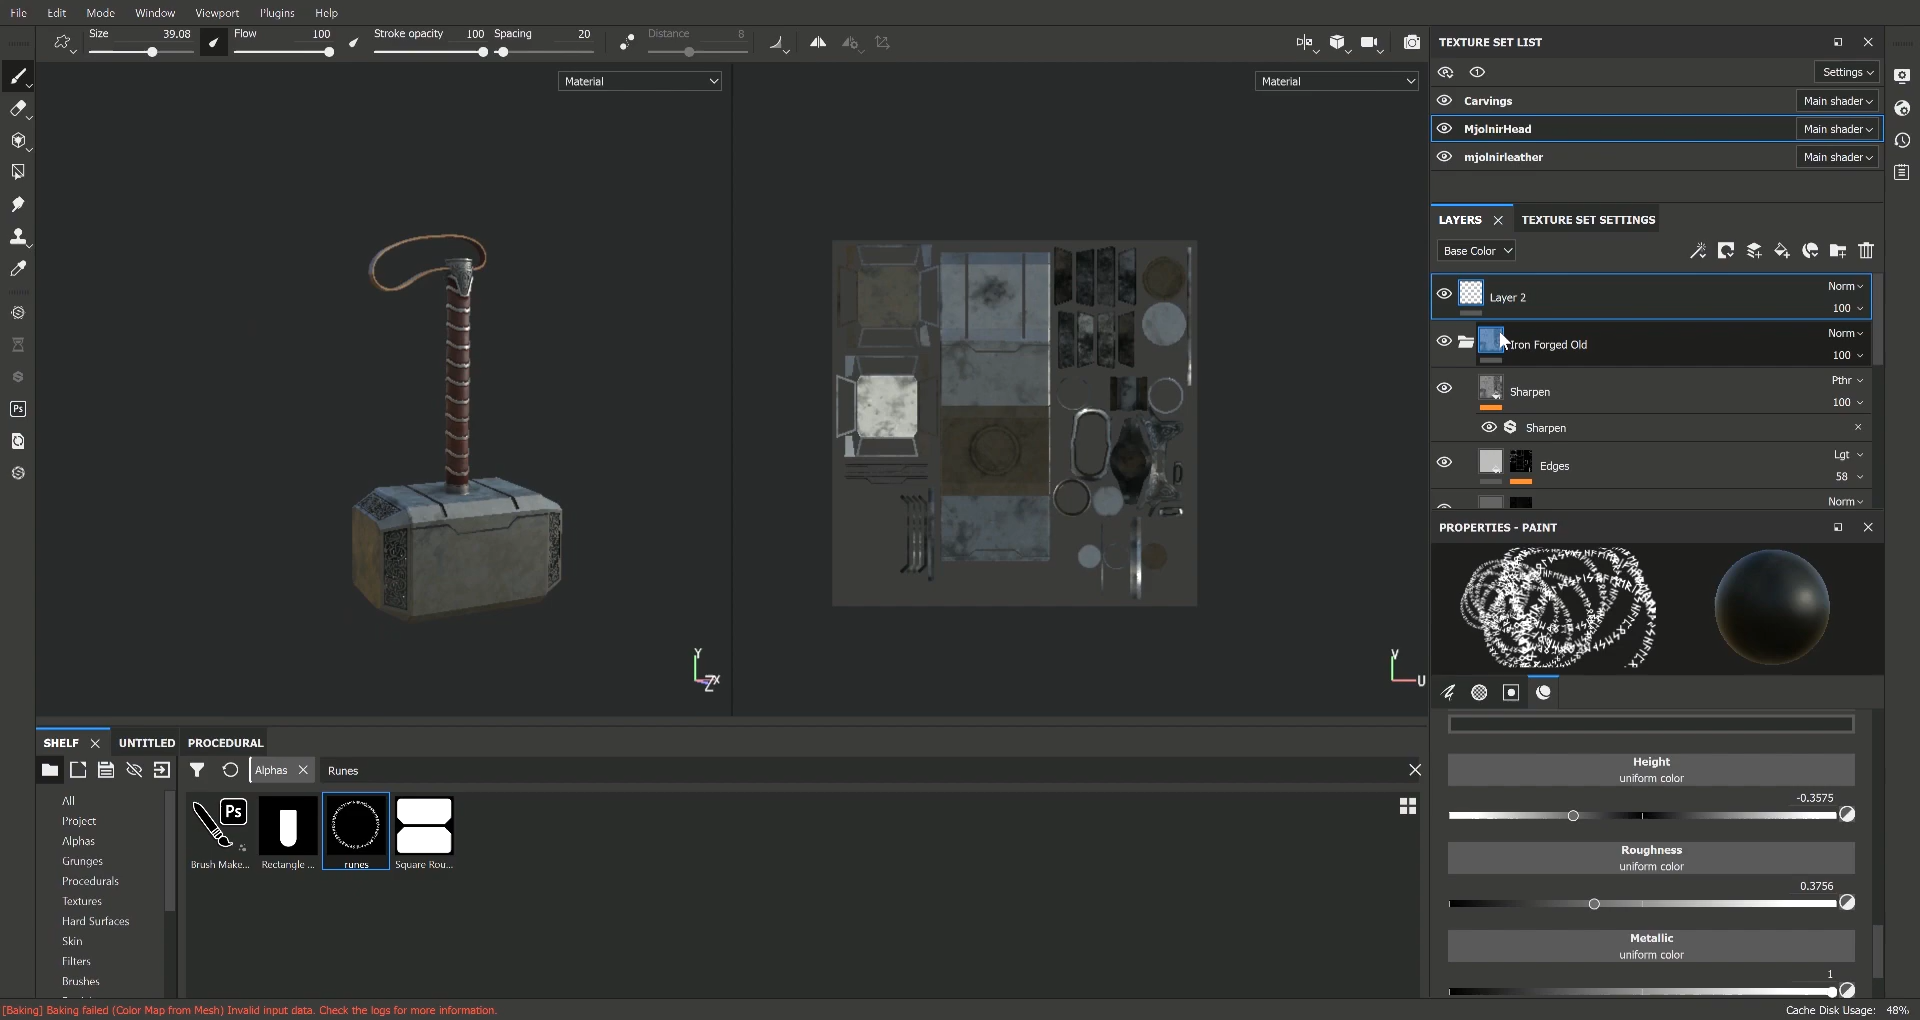 File Edit Mode Window Viewport Plugins Help
Size 39.08 Flow 100 Stroke opacity 100 Spacing 20 Distance 8
Material
Material
Y
Z X
V
U
TEXTURE SET LIST
Settings
Carvings Main shader
MjolnirHead Main shader
mjolnirleather Main shader
LAYERS TEXTURE SET SETTINGS
Base Color
Layer 2 Norm
100
Iron Forged Old Norm
100
Sharpen Pthr
100
Sharpen
Edges Lgt
58
Norm
PROPERTIES - PAINT
Height
uniform color
-0.3575
Roughness
uniform color
0.3756
Metallic
uniform color
1
SHELF UNTITLED PROCEDURAL
Alphas Runes
All
Project
Alphas
Grunges
Procedurals
Textures
Hard Surfaces
Skin
Filters
Brushes
Ps
Ps
Brush Make... Rectangle ... runes Square Rou...
[Baking] Baking failed (Color Map from Mesh) Invalid input data. Check the logs for more information.
Cache Disk Usage: 48%